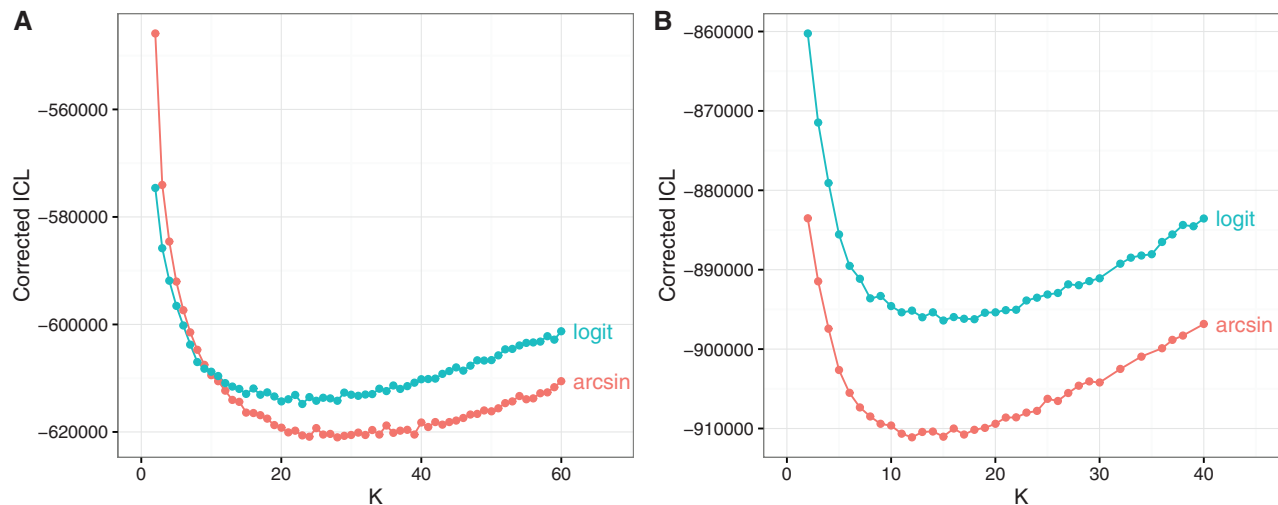 A
Corrected ICL
−560000
−580000
−600000
−620000
logit
arcsin
0
20
40
60
K
B
Corrected ICL
−860000
−870000
−880000
−890000
−900000
−910000
logit
arcsin
0
10
20
30
40
K